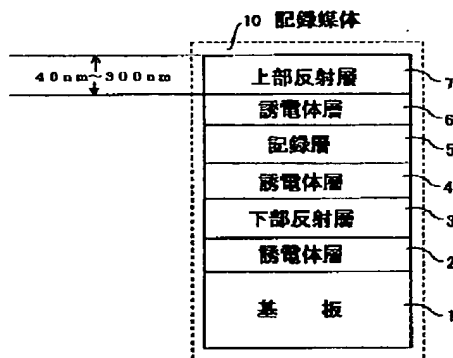 10 記録媒体
40nm~300nm
上部反射層 7
誘電体層 6
記録層 5
誘電体層 4
下部反射層 3
誘電体層 2
基 板 1